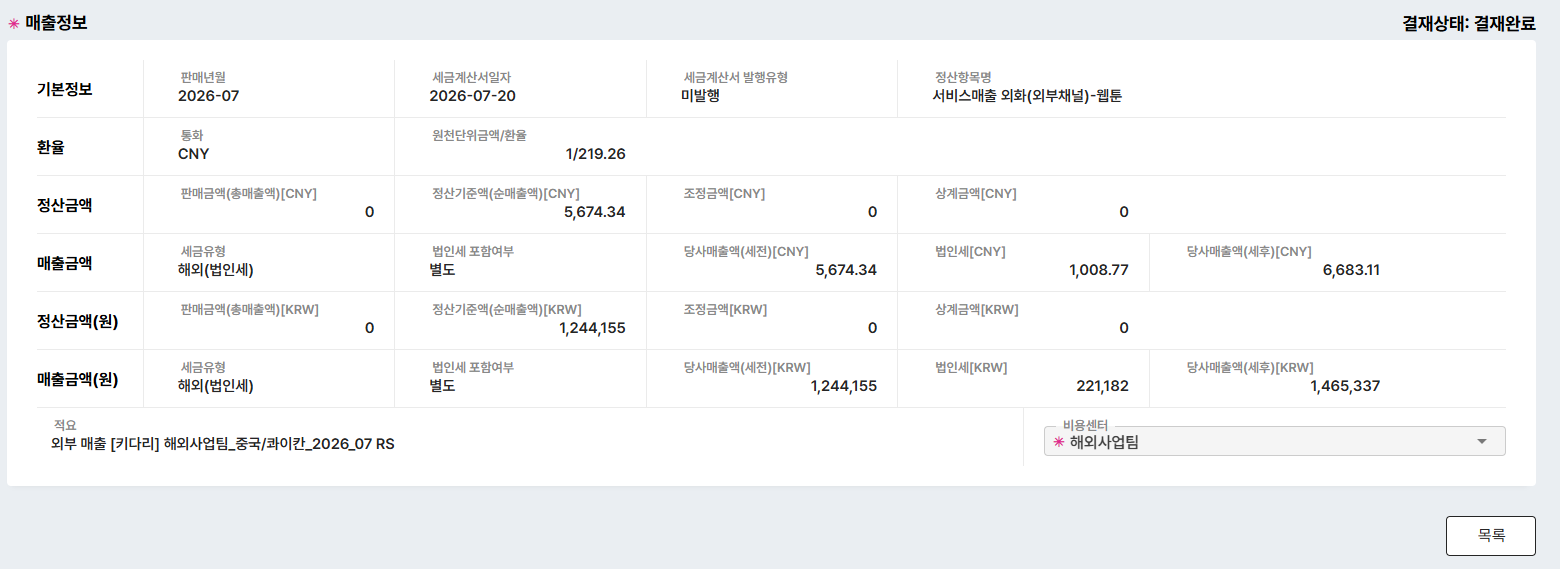 ✳ 매출정보 결재상태: 결재완료
기본정보 판매년월 세금계산서일자 세금계산서 발행유형 정산항목명
2026-07 2026-07-20 미발행 서비스매출 외화(외부채널)-웹툰
환율 통화 원천단위금액/환율
CNY 1/219.26
정산금액 판매금액(총매출액)[CNY] 정산기준액(순매출액)[CNY] 조정금액[CNY] 상계금액[CNY]
0 5,674.34 0 0
매출금액 세금유형 법인세 포함여부 당사매출액(세전)[CNY] 법인세[CNY] 당사매출액(세후)[CNY]
해외(법인세) 별도 5,674.34 1,008.77 6,683.11
정산금액(원) 판매금액(총매출액)[KRW] 정산기준액(순매출액)[KRW] 조정금액[KRW] 상계금액[KRW]
0 1,244,155 0 0
매출금액(원) 세금유형 법인세 포함여부 당사매출액(세전)[KRW] 법인세[KRW] 당사매출액(세후)[KRW]
해외(법인세) 별도 1,244,155 221,182 1,465,337
적요 비용센터
외부 매출 [키다리] 해외사업팀_중국/콰이칸_2026_07 RS ✳ 해외사업팀
목록